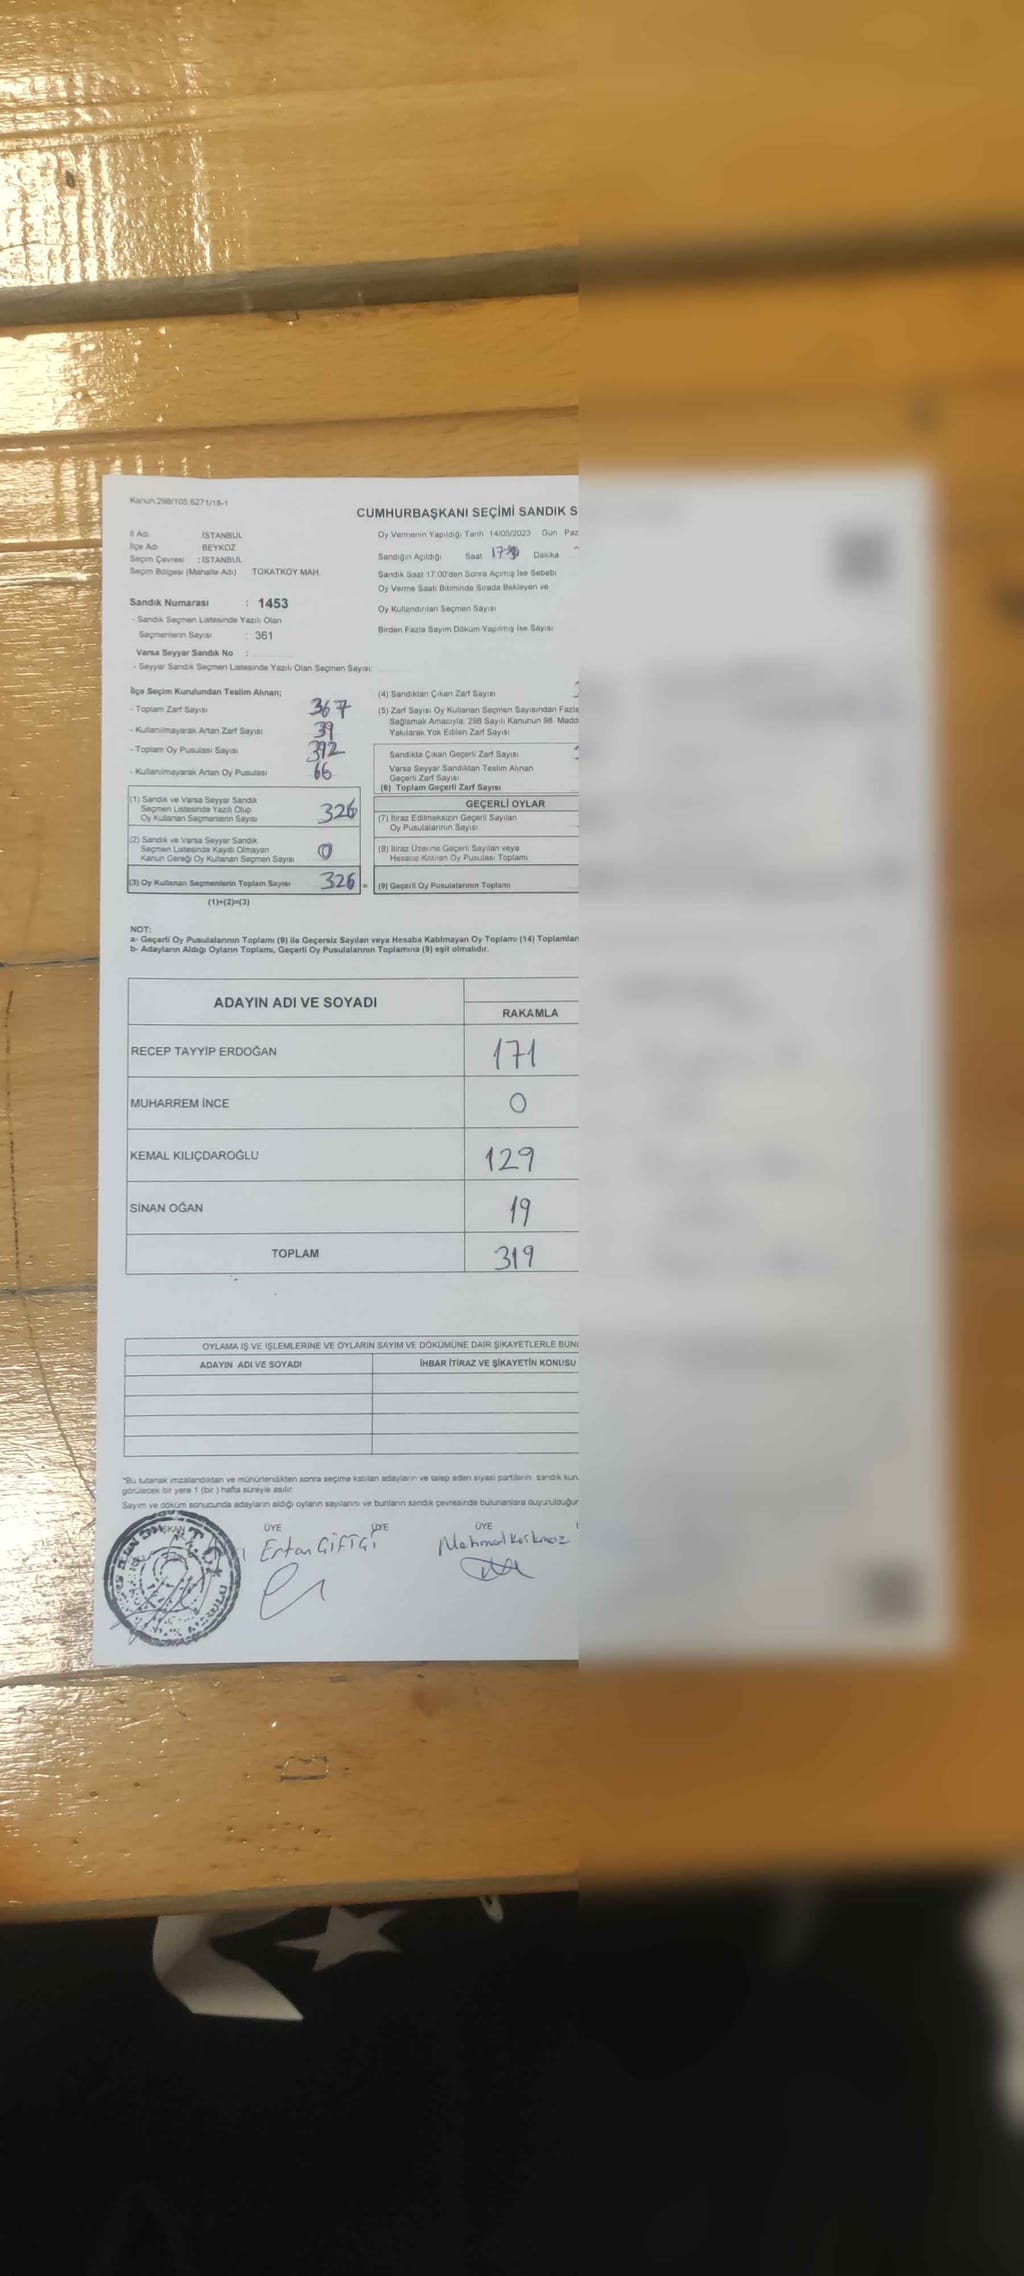 Kanun:298/105,6271/18-1
CUMHURBAŞKANI SEÇİMİ SANDIK S
İl Adı İSTANBUL
İlçe Adı BEYKOZ
Seçim Çevresi : İSTANBUL
Seçim Bölgesi (Mahalle Adı) TOKATKÖY MAH.
Sandık Numarası : 1453
- Sandık Seçmen Listesinde Yazılı Olan
Seçmenlerin Sayısı : 361
Varsa Seyyar Sandık No :
- Seyyar Sandık Seçmen Listesinde Yazılı Olan Seçmen Sayısı:
Oy Vermenin Yapıldığı Tarih 14/05/2023 Gün Paz
Sandığın Açıldığı Saat Dakika
Sandık Saat 17:00'den Sonra Açımış İse Sebebi
Oy Verme Saati Bitiminde Sırada Bekleyen ve
Oy Kullandırılan Seçmen Sayısı
Birden Fazla Sayım Döküm Yapılmış İse Sayısı
İlçe Seçim Kurulundan Teslim Alınan;
- Toplam Zarf Sayısı 367
- Kullanılmayarak Artan Zarf Sayısı 39
- Toplam Oy Pusulası Sayısı 392
- Kullanılmayarak Artan Oy Pusulası 66
(1) Sandık ve Varsa Seyyar Sandık
Seçmen Listesinde Yazılı Olup
Oy Kullanan Seçmenlerin Sayısı 326
(2) Sandık ve Varsa Seyyar Sandık
Seçmen Listesinde Kayıtlı Olmayan
Kanun Gereği Oy Kullanan Seçmen Sayısı 0
(3) Oy Kullanan Seçmenlerin Toplam Sayısı 326 =
(1)+(2)=(3)
(4) Sandıktan Çıkan Zarf Sayısı
(5) Zarf Sayısı Oy Kullanan Seçmen Sayısından Fazla
Sağlamak Amacıyla, 298 Sayılı Kanunun 98. Madd
Yakılarak Yok Edilen Zarf Sayısı
Sandıkta Çıkan Geçerli Zarf Sayısı
Varsa Seyyar Sandıktan Teslim Alınan
Geçerli Zarf Sayısı
(6) Toplam Geçerli Zarf Sayısı
GEÇERLİ OYLAR
(7) İtiraz Edilmeksizin Geçerli Sayılan
Oy Pusulalarının Sayısı
(8) İtiraz Üzerine Geçerli Sayılan veya
Hesaba Katılan Oy Pusulası Toplamı
(9) Geçerli Oy Pusulalarının Toplamı
NOT:
a- Geçerli Oy Pusulalarının Toplamı (9) ile Geçersiz Sayılan veya Hesaba Katılmayan Oy Toplamı (14) Toplamları
b- Adayların Aldığı Oyların Toplamı, Geçerli Oy Pusulalarının Toplamına (9) eşit olmalıdır.
ADAYIN ADI VE SOYADI
RAKAMLA
RECEP TAYYİP ERDOĞAN 171
MUHARREM İNCE 0
KEMAL KILIÇDAROĞLU 129
SİNAN OĞAN 19
TOPLAM 319
OYLAMA İŞ VE İŞLEMLERİNE VE OYLARIN SAYIM VE DÖKÜMÜNE DAİR ŞİKAYETLERLE BUN
ADAYIN ADI VE SOYADI İHBAR İTİRAZ VE ŞİKAYETİN KONUSU
*Bu tutanak imzalandıktan ve mühürlendikten sonra seçime katılan adayların ve talep eden siyasi partilerin sandık kuru
görülecek bir yere 1 (bir ) hafta süreyle asılır.
Sayım ve döküm sonucunda adayların aldığı oyların sayılarını ve bunların sandık çevresinde bulunanlara duyurulduğun
ÜYE ÜYE ÜYE
Ertan Çiftçi Mehmet Korkmaz